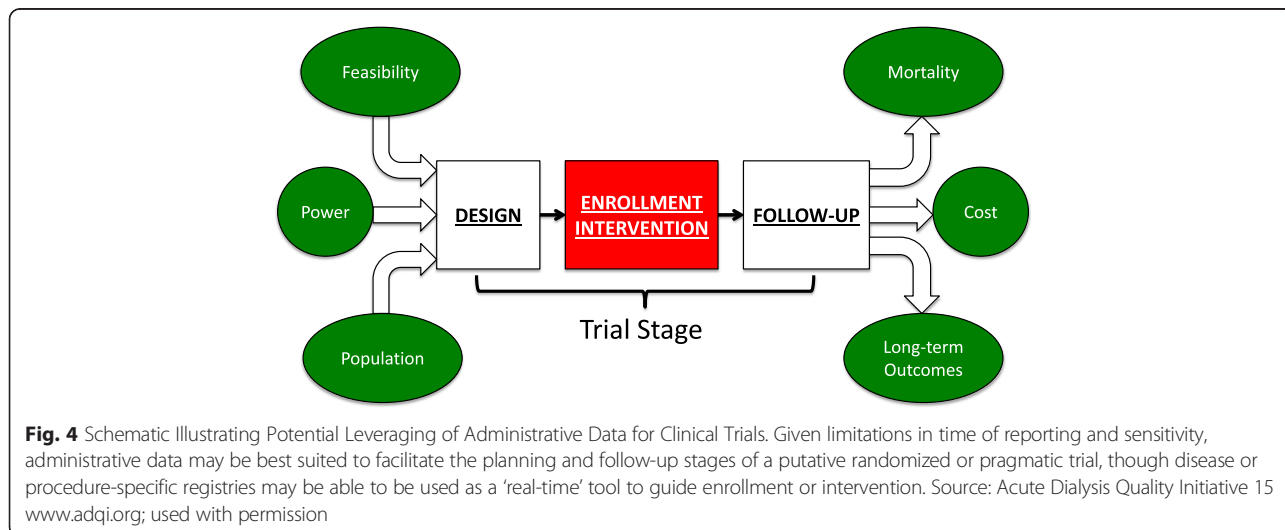 Feasibility
Mortality
Power
DESIGN
ENROLLMENT
INTERVENTION
FOLLOW-UP
Cost
Trial Stage
Population
Long-term
Outcomes
Fig. 4 Schematic Illustrating Potential Leveraging of Administrative Data for Clinical Trials. Given limitations in time of reporting and sensitivity,
administrative data may be best suited to facilitate the planning and follow-up stages of a putative randomized or pragmatic trial, though disease or
procedure-specific registries may be able to be used as a ‘real-time’ tool to guide enrollment or intervention. Source: Acute Dialysis Quality Initiative 15
www.adqi.org; used with permission